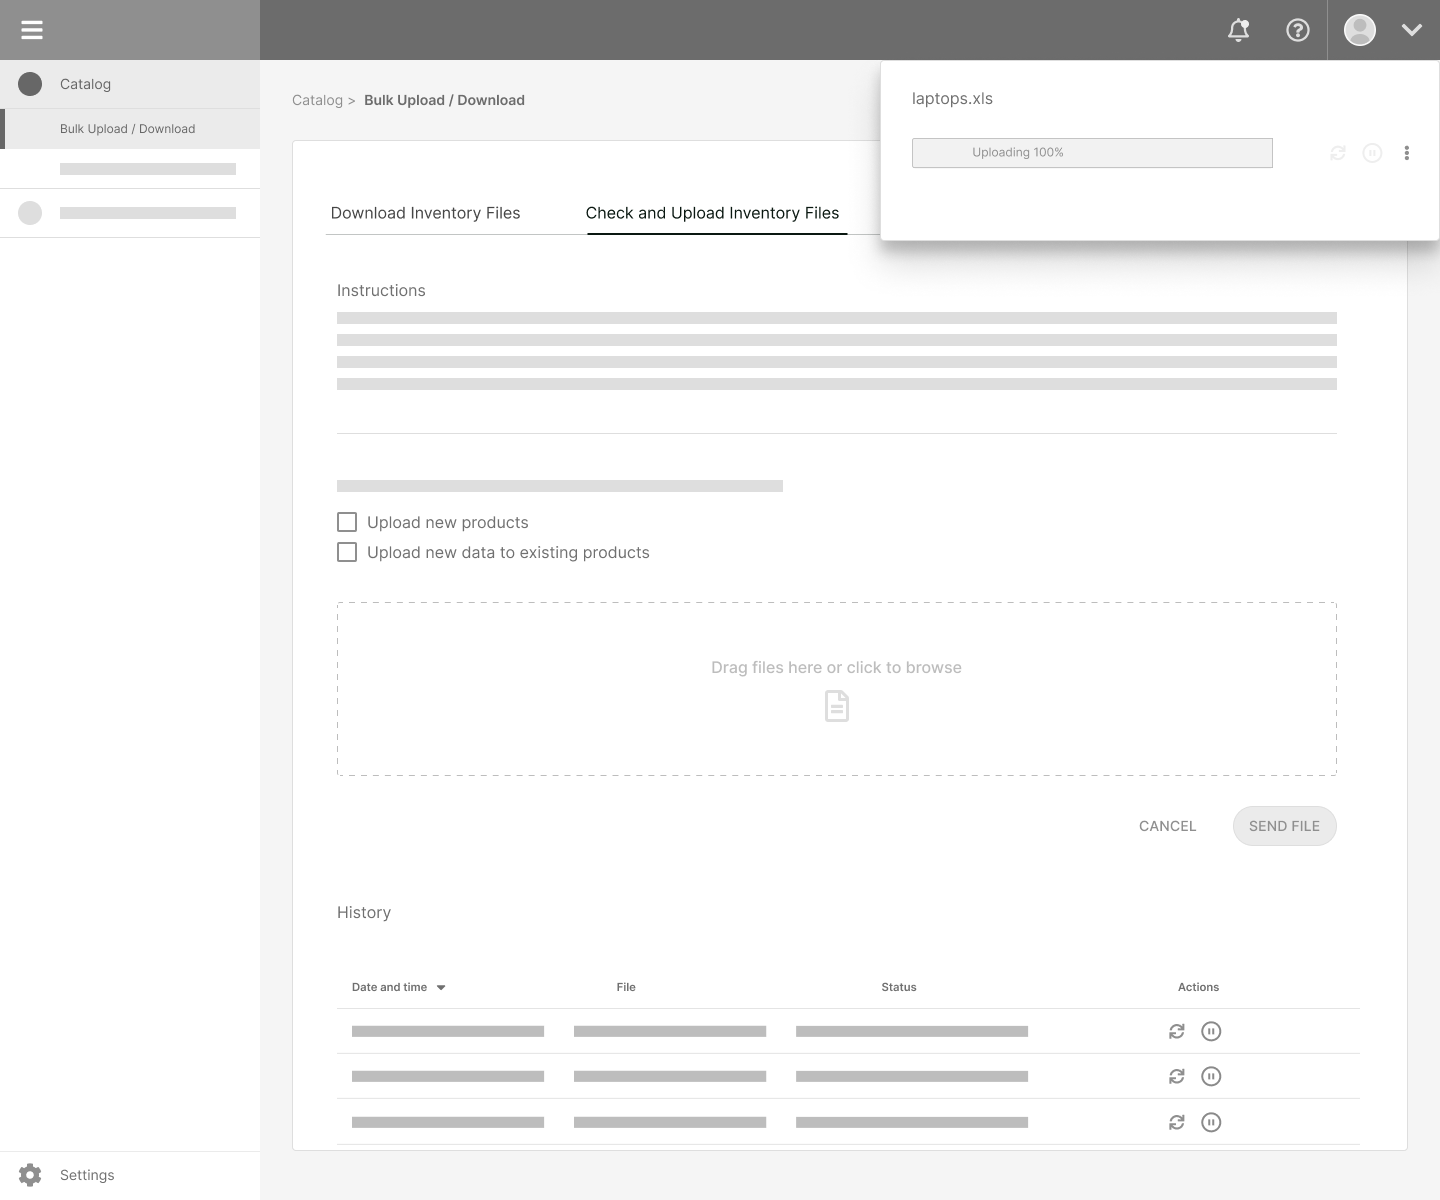 Catalog
Bulk Upload / Download
Settings
Catalog > Bulk Upload / Download
laptops.xls
Uploading 100%
Download Inventory Files
Check and Upload Inventory Files
Instructions
Upload new products
Upload new data to existing products
Drag files here or click to browse
CANCEL
SEND FILE
History
Date and time File Status Actions